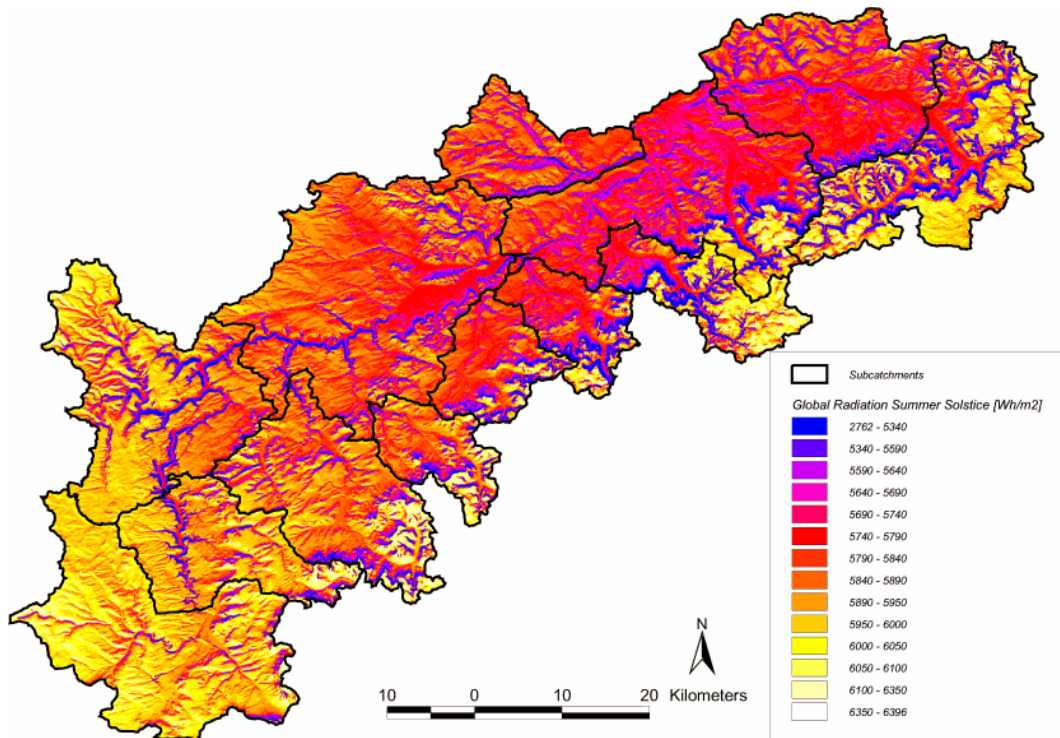 Subcatchments
Global Radiation Summer Solstice [Wh/m2]
2762 - 5340
5340 - 5590
5590 - 5640
5640 - 5690
5690 - 5740
5740 - 5790
5790 - 5840
5840 - 5890
5890 - 5950
5950 - 6000
6000 - 6050
6050 - 6100
6100 - 6350
6350 - 6396
N
10 0 10 20 Kilometers